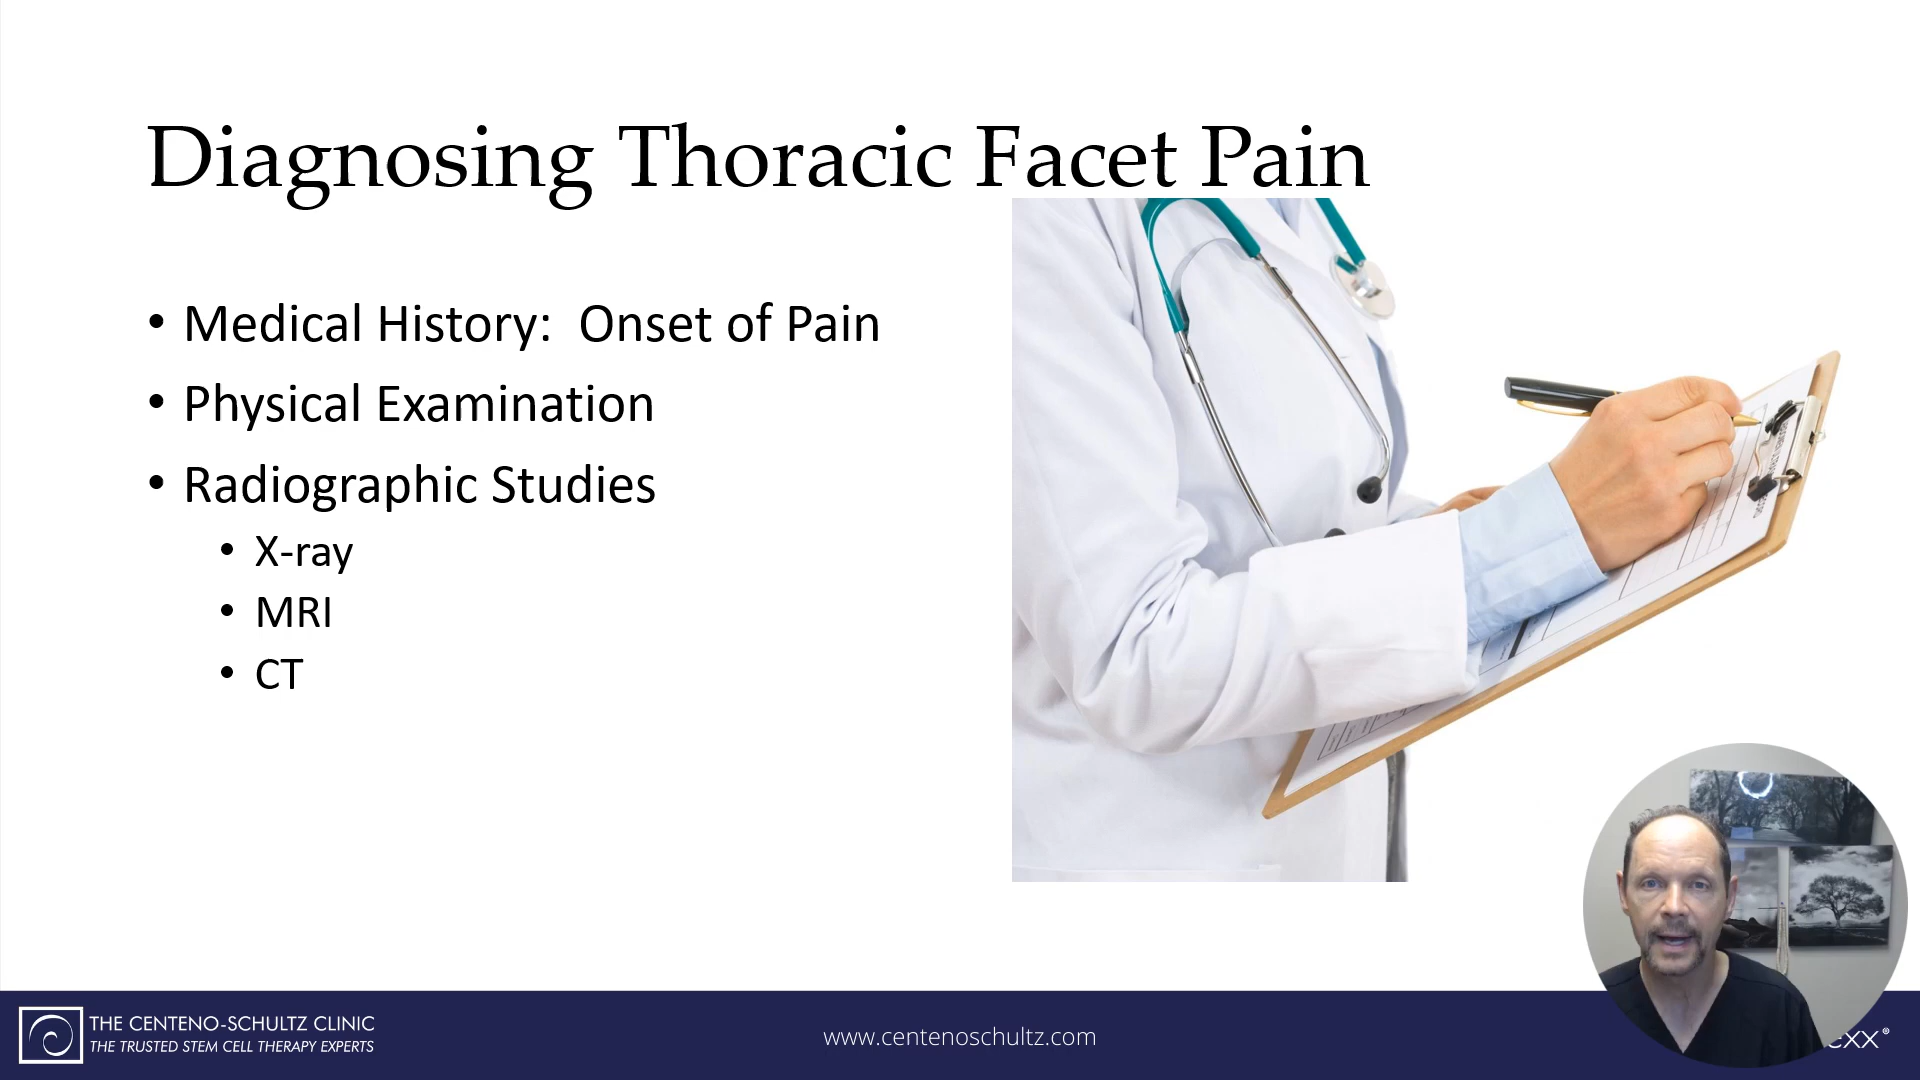 Diagnosing Thoracic Facet Pain
• Medical History:  Onset of Pain
• Physical Examination
• Radiographic Studies
• X-ray
• MRI
• CT
THE CENTENO-SCHULTZ CLINIC
THE TRUSTED STEM CELL THERAPY EXPERTS
www.centenoschultz.com